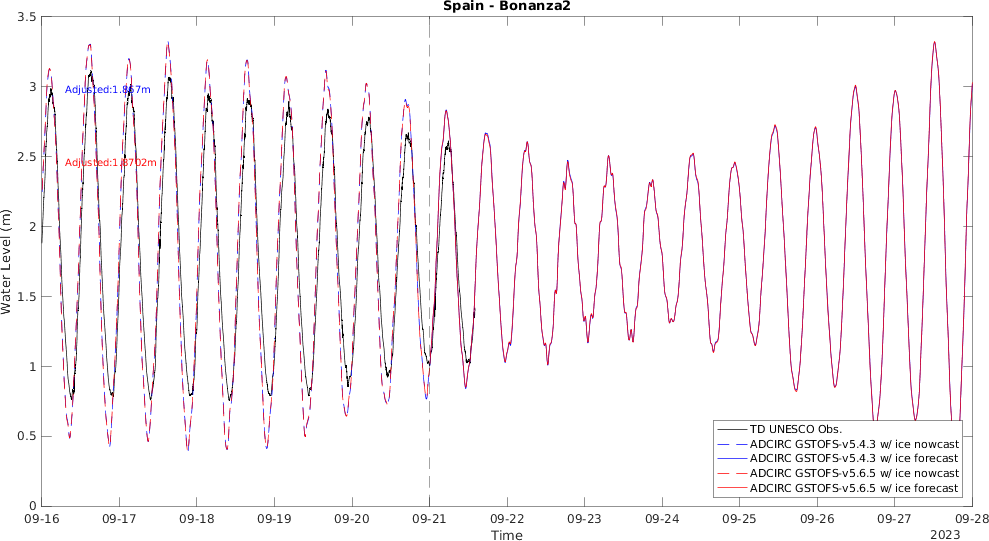 Spain - Bonanza2
3.5
3
2.5
2
1.5
1
0.5
0
Water Level (m)
Adjusted:1.867m
Adjusted:1.8702m
TD UNESCO Obs.
ADCIRC GSTOFS-v5.4.3 w/ ice nowcast
ADCIRC GSTOFS-v5.4.3 w/ ice forecast
ADCIRC GSTOFS-v5.6.5 w/ ice nowcast
ADCIRC GSTOFS-v5.6.5 w/ ice forecast
09-16 09-17 09-18 09-19 09-20 09-21 09-22 09-23 09-24 09-25 09-26 09-27 09-28
Time
2023